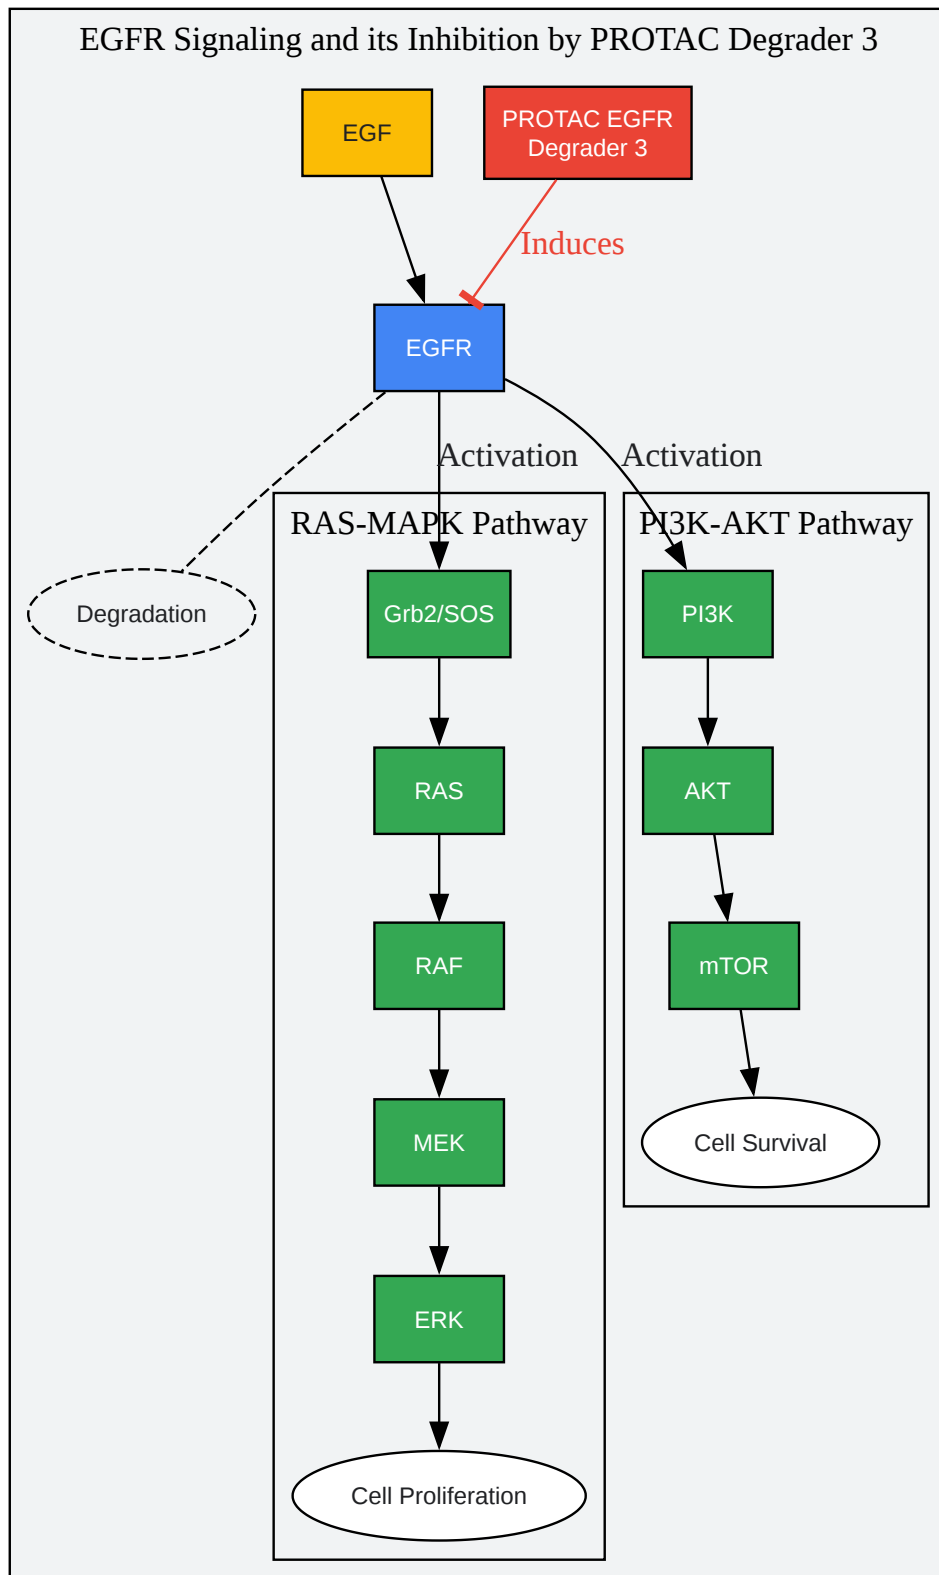 EGFR Signaling and its Inhibition by PROTAC Degrader 3
EGF
PROTAC EGFR
Degrader 3
Induces
EGFR
Activation
Activation
RAS-MAPK Pathway
PI3K-AKT Pathway
Degradation
Grb2/SOS
PI3K
RAS
AKT
RAF
mTOR
MEK
Cell Survival
ERK
Cell Proliferation